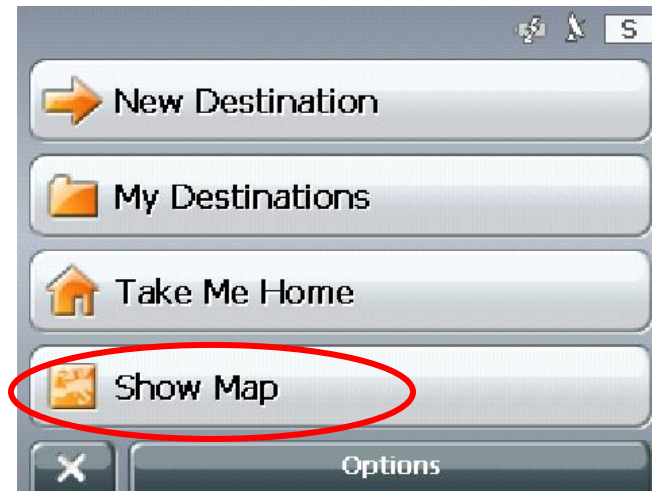 S
New Destination
My Destinations
Take Me Home
Show Map
Options